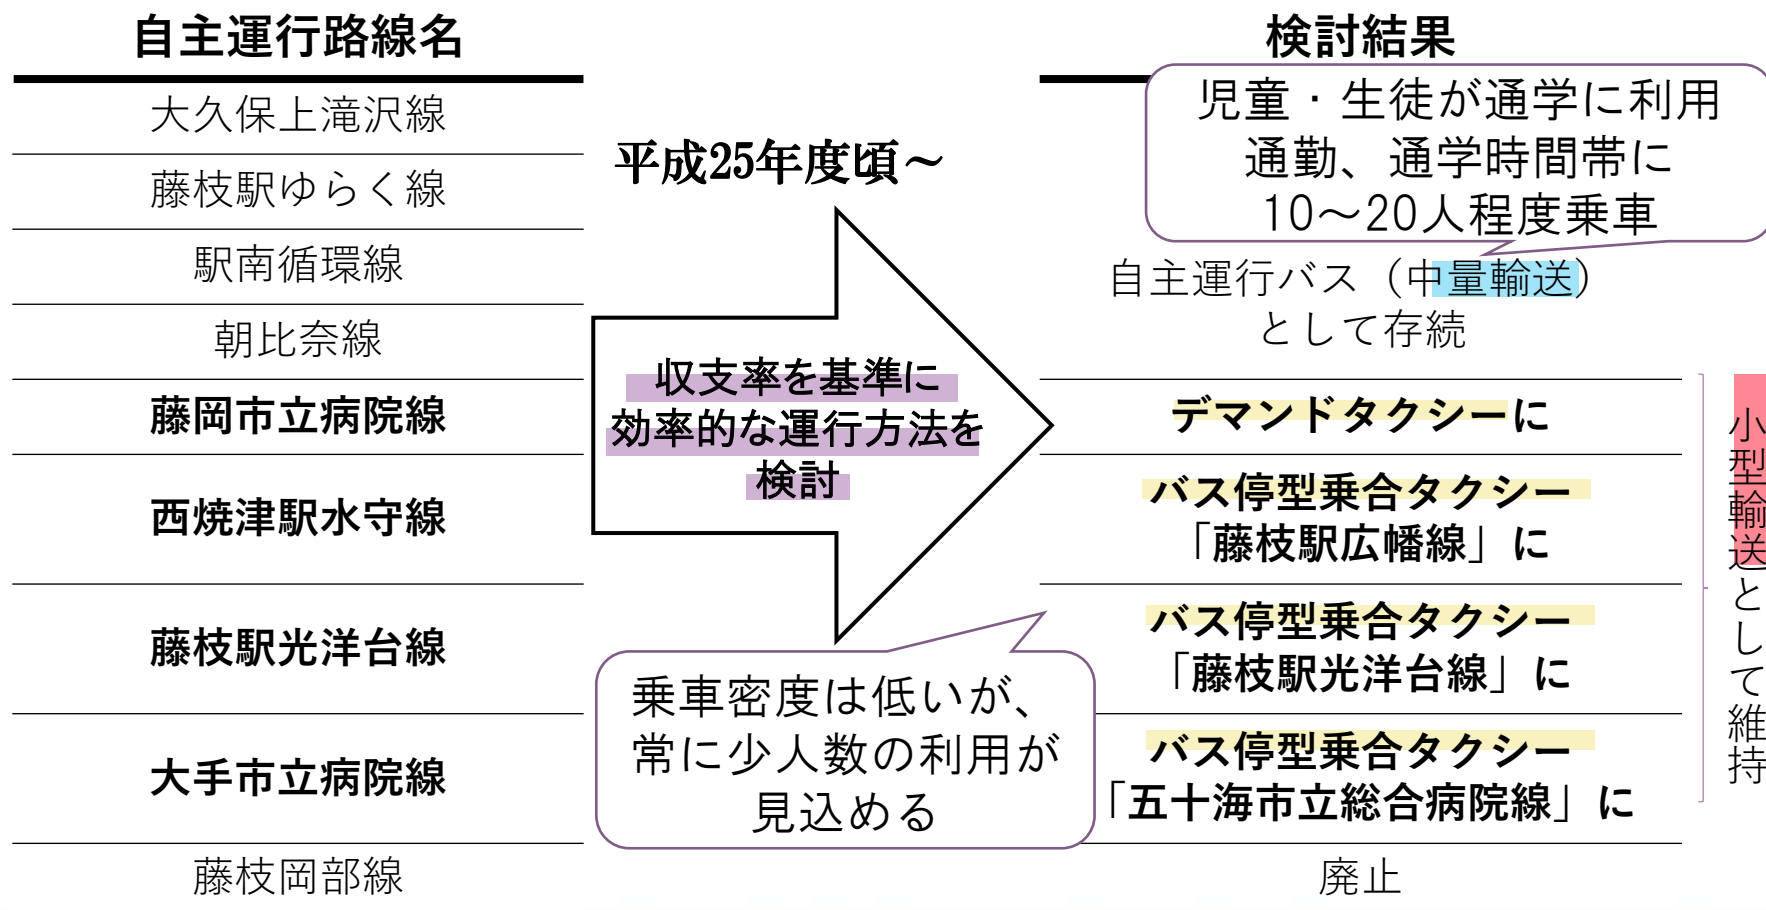 自主運行路線名
大久保上滝沢線
藤枝駅ゆらく線
駅南循環線
朝比奈線
藤岡市立病院線
西焼津駅水守線
藤枝駅光洋台線
大手市立病院線
藤枝岡部線
平成25年度頃～
収支率を基準に
効率的な運行方法を
検討
乗車密度は低いが、
常に少人数の利用が
見込める
検討結果
児童・生徒が通学に利用
通勤、通学時間帯に
10～20人程度乗車
自主運行バス（中量輸送）
として存続
デマンドタクシーに
バス停型乗合タクシー
「藤枝駅広幡線」に
バス停型乗合タクシー
「藤枝駅光洋台線」に
バス停型乗合タクシー
「五十海市立総合病院線」に
廃止
小型輸送として維持